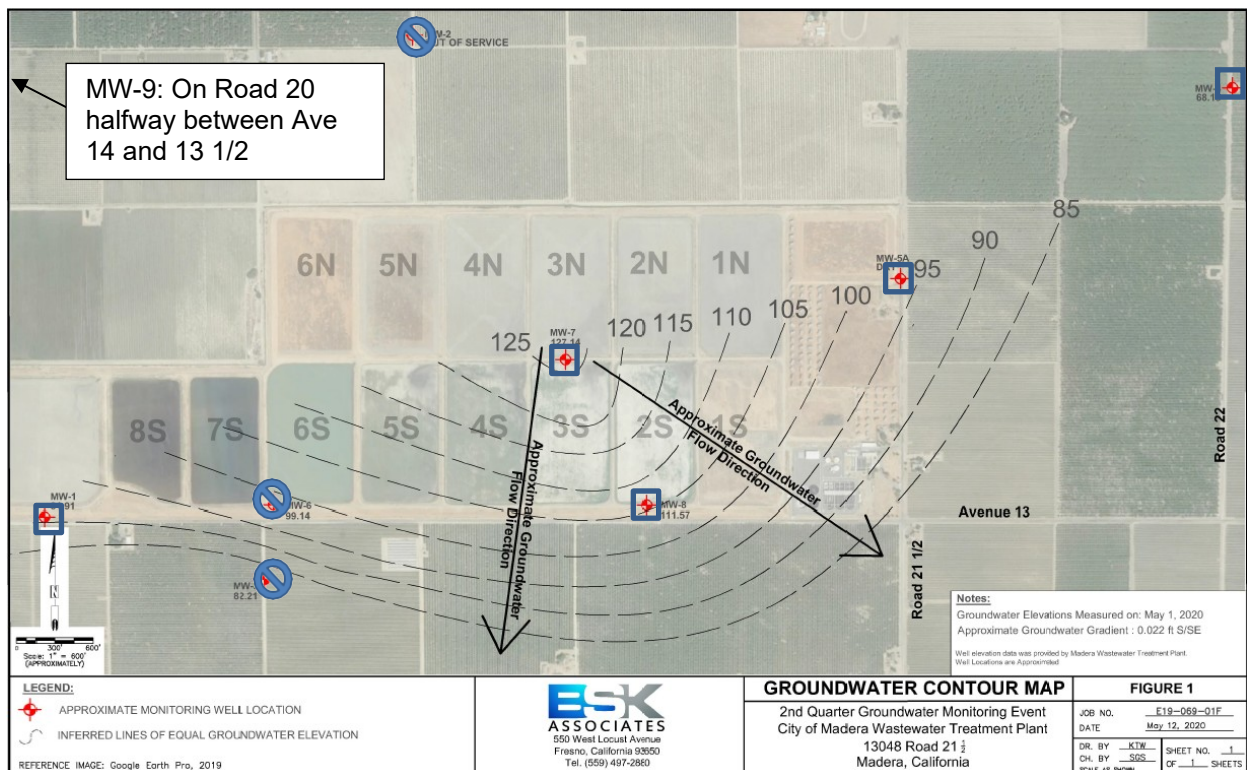 OUT OF SERVICE
MW-9: On Road 20
halfway between Ave
14 and 13 1/2
6N
5N
4N
3N
2N
1N
MW-5A
85
90
95
100
105
110
115
120
125
MW-7
127.14
8S
7S
6S
5S
4S
3S
2S
1S
Approximate Groundwater
Flow Direction
Approximate Groundwater
Flow Direction
Road 22
MW-1
MW-6
99.14
MW-8
111.57
Avenue 13
Road 21 1/2
82.21
N
0 300' 600'
Scale: 1" = 600'
(APPROXIMATELY)
Notes:
Groundwater Elevations Measured on: May 1, 2020
Approximate Groundwater Gradient : 0.022 ft S/SE
Well elevation data was provided by Madera Wastewater Treatment Plant.
Well Locations are Approximated
LEGEND:
APPROXIMATE MONITORING WELL LOCATION
INFERRED LINES OF EQUAL GROUNDWATER ELEVATION
REFERENCE IMAGE: Google Earth Pro, 2019
ESK
ASSOCIATES
550 West Locust Avenue
Fresno, California 93650
Tel. (559) 497-2880
GROUNDWATER CONTOUR MAP
2nd Quarter Groundwater Monitoring Event
City of Madera Wastewater Treatment Plant
13048 Road 21 ½
Madera, California
FIGURE 1
JOB NO. E19-069-01F
DATE May 12, 2020
DR. BY KTW
CH. BY SGS
SCALE AS SHOWN
SHEET NO. 1
OF 1 SHEETS